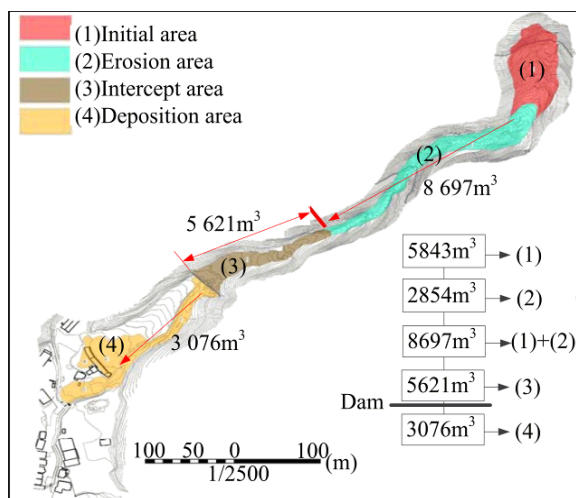 (1)Initial area
(2)Erosion area
(3)Intercept area
(4)Deposition area
(1)
(2)
8 697m³
5 621m³
(3)
(4)
3 076m³
5843m³ (1)
2854m³ (2)
8697m³ (1)+(2)
5621m³ (3)
Dam
3076m³ (4)
100 50 0 100 (m)
1/2500